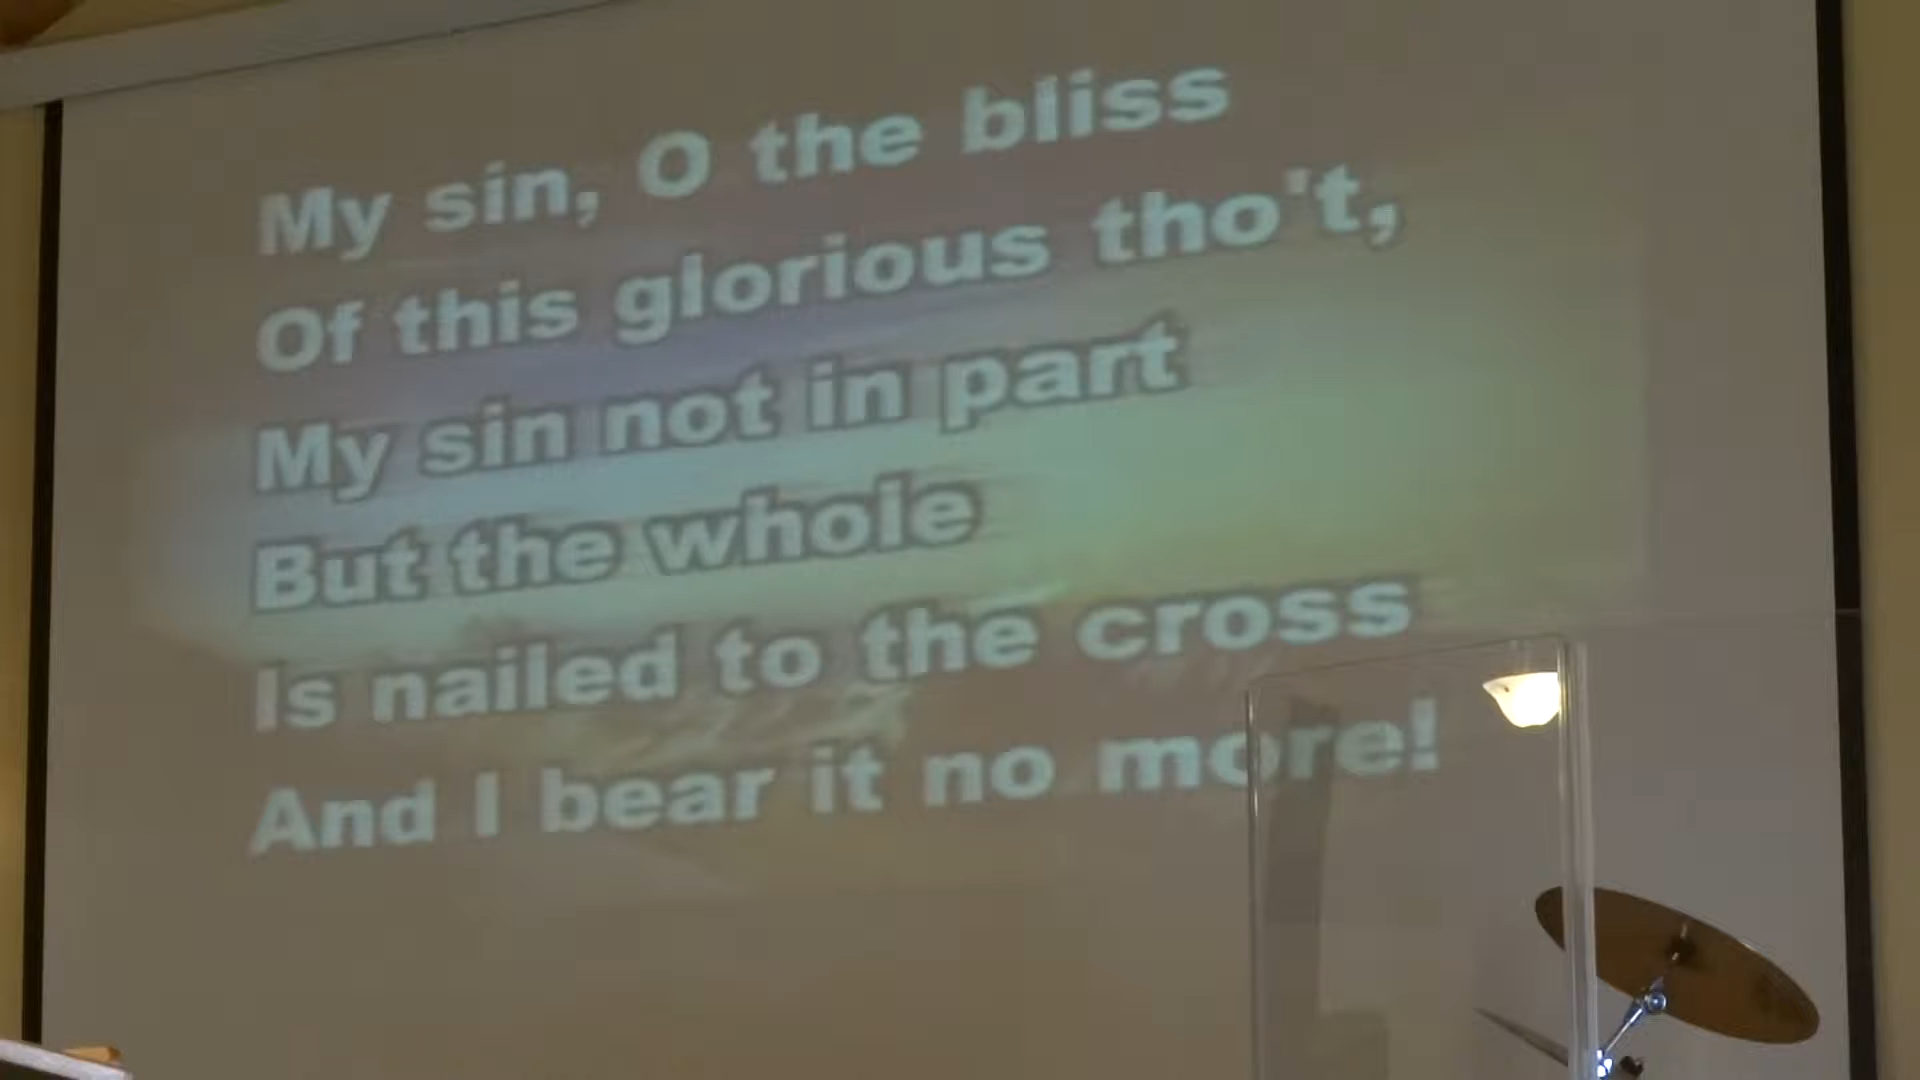 My sin, O the bliss
Of this glorious tho't,
My sin not in part
But the whole
Is nailed to the cross
And I bear it no more!